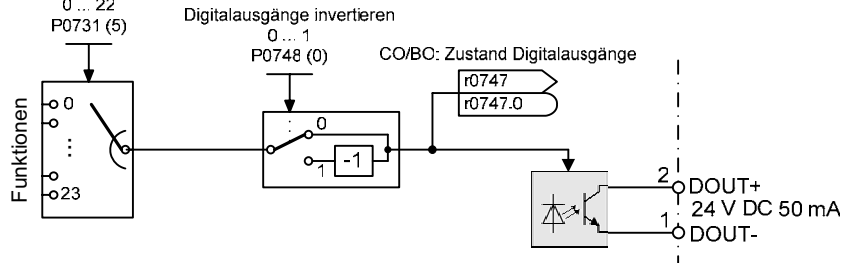 0 ... 22
P0731 (5)
Digitalausgänge invertieren
0 ... 1
P0748 (0)
CO/BO: Zustand Digitalausgänge
r0747
r0747.0
Funktionen
0
...
23
0
1
-1
2
DOUT+
24 V DC 50 mA
1
DOUT-